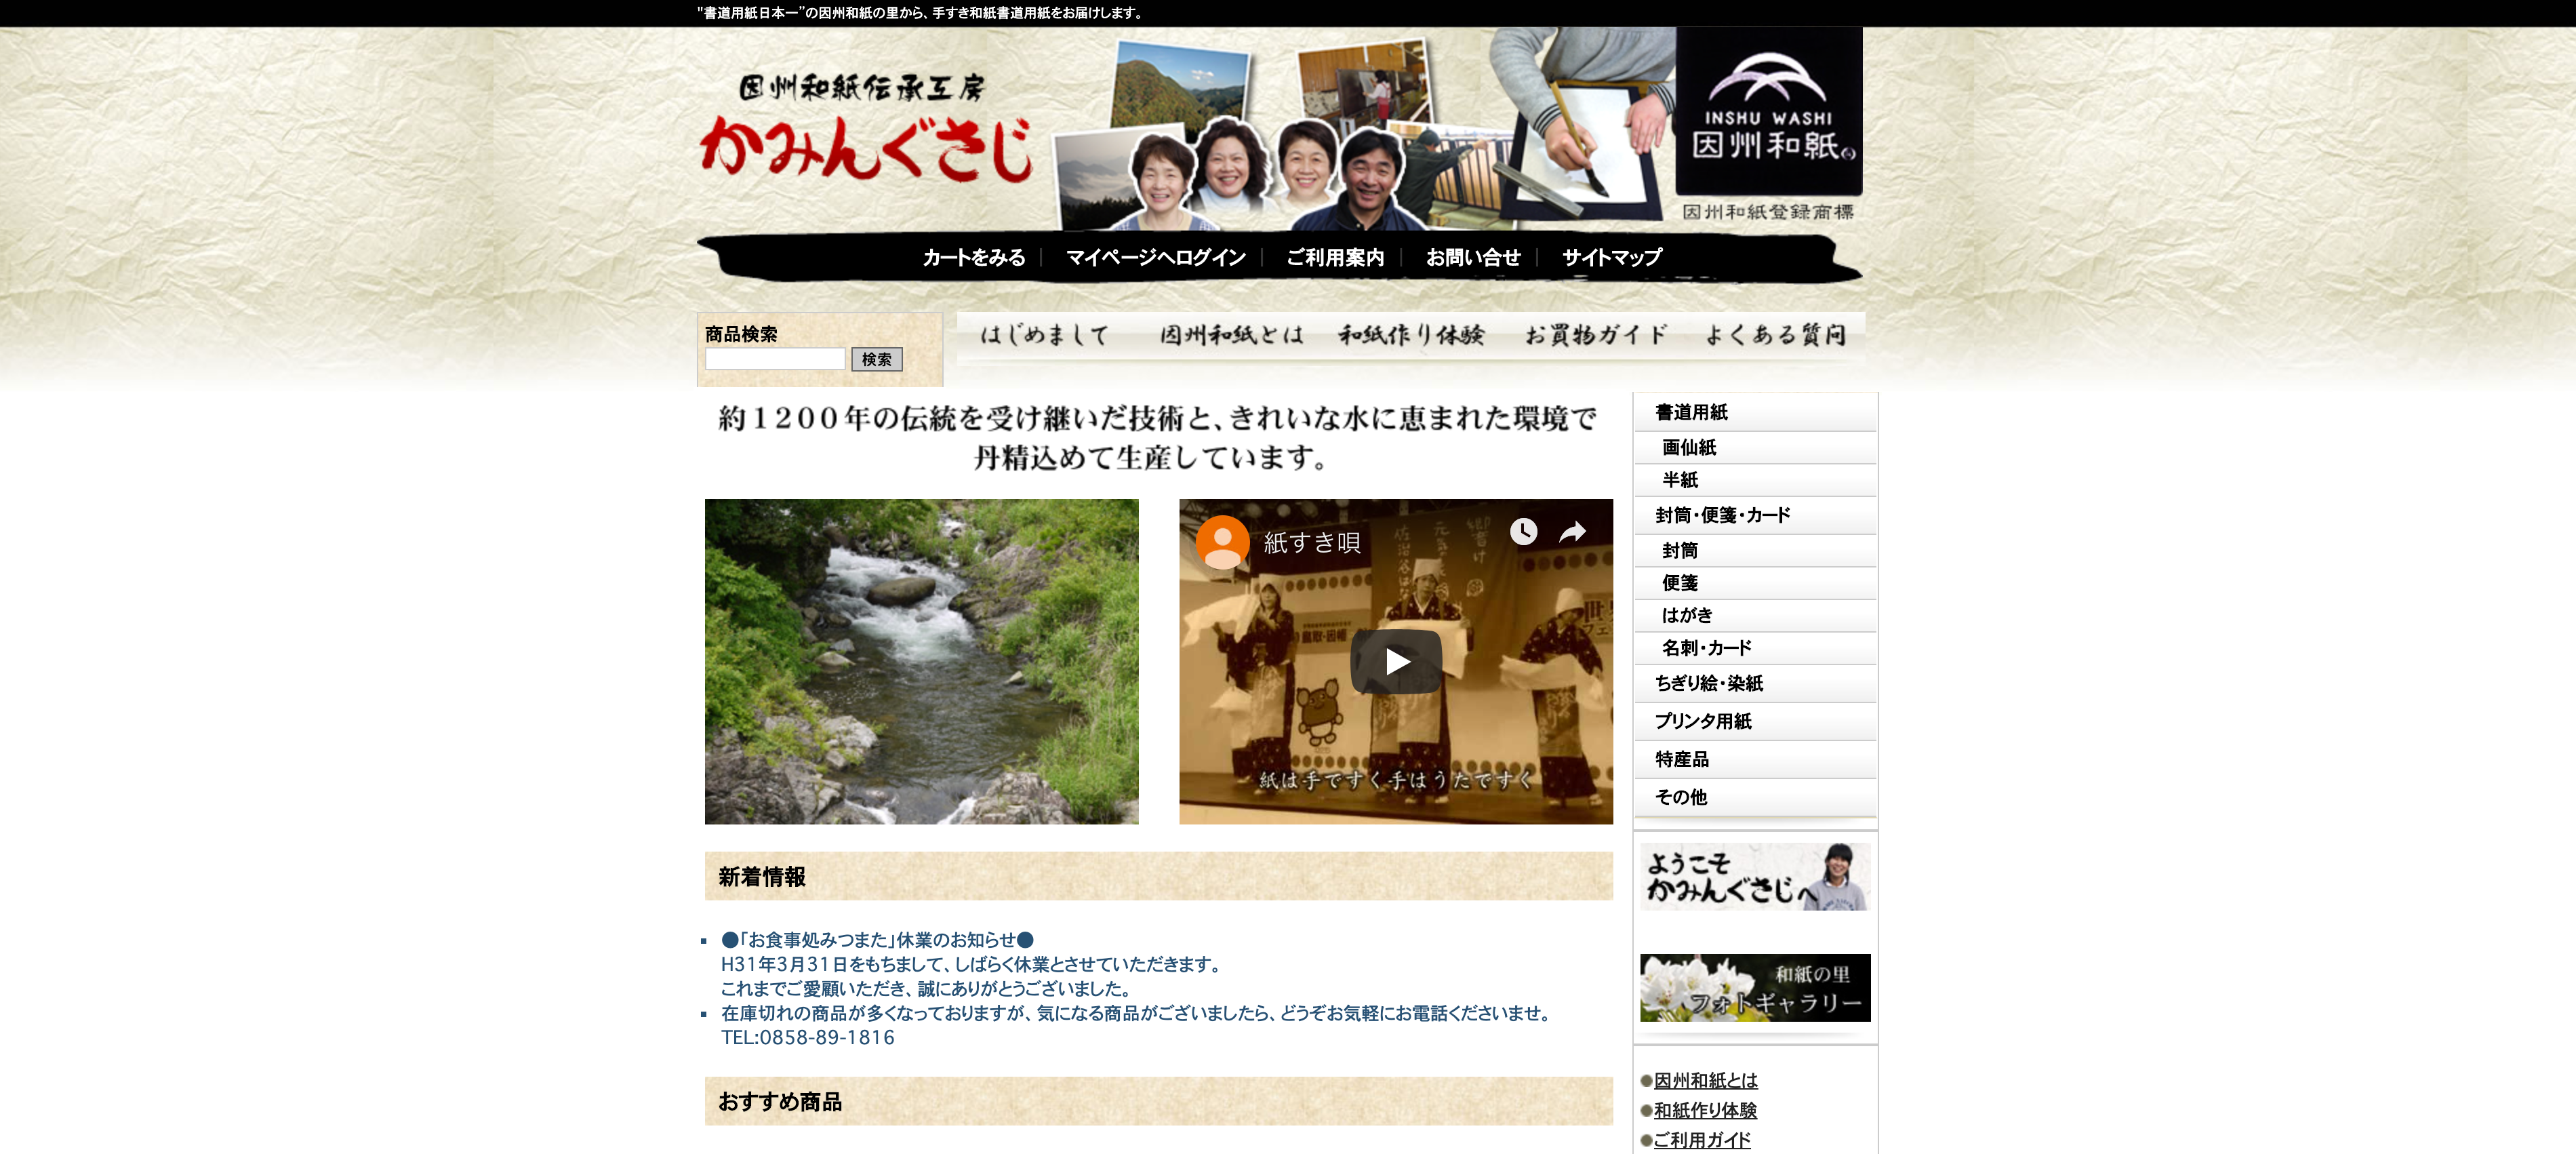 "書道用紙日本一"の因州和紙の里から、手すき和紙書道用紙をお届けします。
因州和紙伝承工房
かみんぐさじ
INSHU WASHI
因州和紙
因州和紙登録商標
カートをみる
マイページへログイン
ご利用案内
お問い合せ
サイトマップ
商品検索
検索
はじめまして
因州和紙とは
和紙作り体験
お買物ガイド
よくある質問
約１２００年の伝統を受け継いだ技術と、きれいな水に恵まれた環境で
丹精込めて生産しています。
紙すき唄
紙は手ですく手はうたですく
新着情報
●「お食事処みつまた」休業のお知らせ●
H31年3月31日をもちまして、しばらく休業とさせていただきます。
これまでご愛顧いただき、誠にありがとうございました。
在庫切れの商品が多くなっておりますが、気になる商品がございましたら、どうぞお気軽にお電話くださいませ。
TEL:0858-89-1816
おすすめ商品
書道用紙
画仙紙
半紙
封筒・便箋・カード
封筒
便箋
はがき
名刺・カード
ちぎり絵・染紙
プリンタ用紙
特産品
その他
ようこそ
かみんぐさじへ
和紙の里
フォトギャラリー
因州和紙とは
和紙作り体験
ご利用ガイド